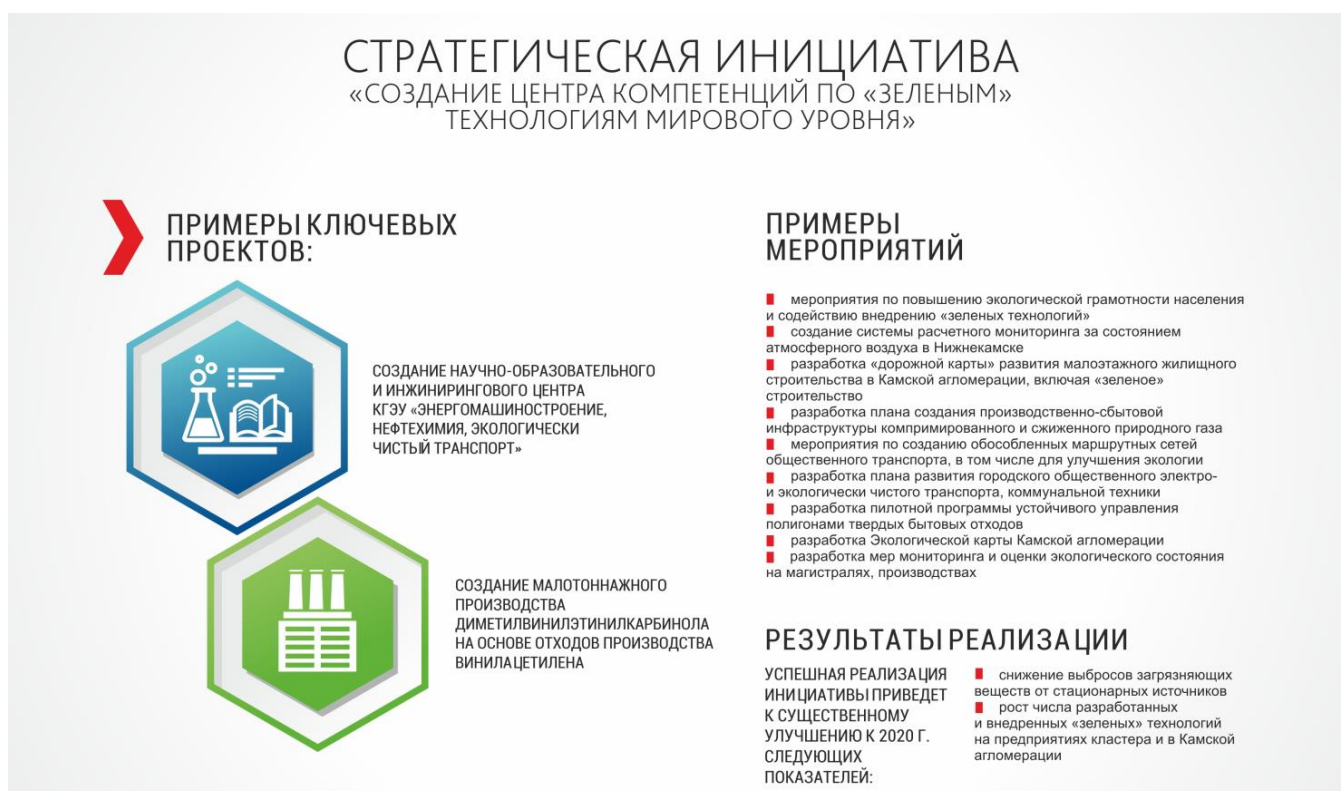 СТРАТЕГИЧЕСКАЯ ИНИЦИАТИВА
«СОЗДАНИЕ ЦЕНТРА КОМПЕТЕНЦИЙ ПО «ЗЕЛЕНЫМ»
ТЕХНОЛОГИЯМ МИРОВОГО УРОВНЯ»
ПРИМЕРЫ КЛЮЧЕВЫХ
ПРОЕКТОВ:
СОЗДАНИЕ НАУЧНО-ОБРАЗОВАТЕЛЬНОГО
И ИНЖИНИРИНГОВОГО ЦЕНТРА
КГЭУ «ЭНЕРГОМАШИНОСТРОЕНИЕ,
НЕФТЕХИМИЯ, ЭКОЛОГИЧЕСКИ
ЧИСТЫЙ ТРАНСПОРТ»
СОЗДАНИЕ МАЛОТОННАЖНОГО
ПРОИЗВОДСТВА
ДИМЕТИЛВИНИЛЭТИНИЛКАРБИНОЛА
НА ОСНОВЕ ОТХОДОВ ПРОИЗВОДСТВА
ВИНИЛАЦЕТИЛЕНА
ПРИМЕРЫ
МЕРОПРИЯТИЙ
мероприятия по повышению экологической грамотности населения
и содействию внедрению «зеленых технологий»
создание системы расчетного мониторинга за состоянием
атмосферного воздуха в Нижнекамске
разработка «дорожной карты» развития малоэтажного жилищного
строительства в Камской агломерации, включая «зеленое»
строительство
разработка плана создания производственно-сбытовой
инфраструктуры компримированного и сжиженного природного газа
мероприятия по созданию обособленных маршрутных сетей
общественного транспорта, в том числе для улучшения экологии
разработка плана развития городского общественного электро-
и экологически чистого транспорта, коммунальной техники
разработка пилотной программы устойчивого управления
полигонами твердых бытовых отходов
разработка Экологической карты Камской агломерации
разработка мер мониторинга и оценки экологического состояния
на магистралях, производствах
РЕЗУЛЬТАТЫ РЕАЛИЗАЦИИ
УСПЕШНАЯ РЕАЛИЗАЦИЯ
ИНИЦИАТИВЫ ПРИВЕДЕТ
К СУЩЕСТВЕННОМУ
УЛУЧШЕНИЮ К 2020 Г.
СЛЕДУЮЩИХ
ПОКАЗАТЕЛЕЙ:
снижение выбросов загрязняющих
веществ от стационарных источников
рост числа разработанных
и внедренных «зеленых» технологий
на предприятиях кластера и в Камской
агломерации